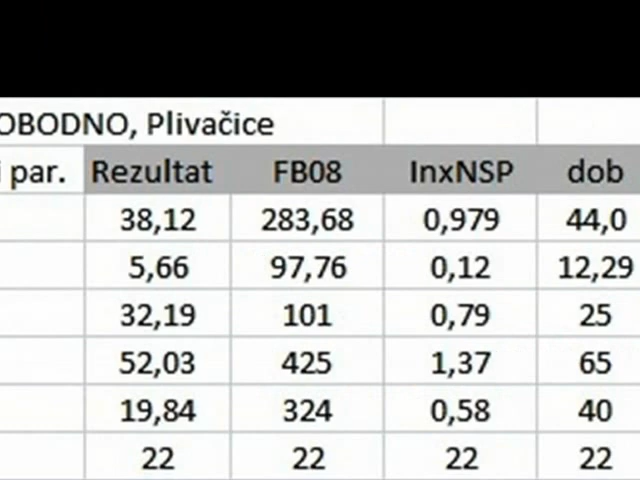 OBODNO, Plivačice
i par. Rezultat FB08 InxNSP dob
38,12 283,68 0,979 44,0
5,66 97,76 0,12 12,29
32,19 101 0,79 25
52,03 425 1,37 65
19,84 324 0,58 40
22 22 22 22